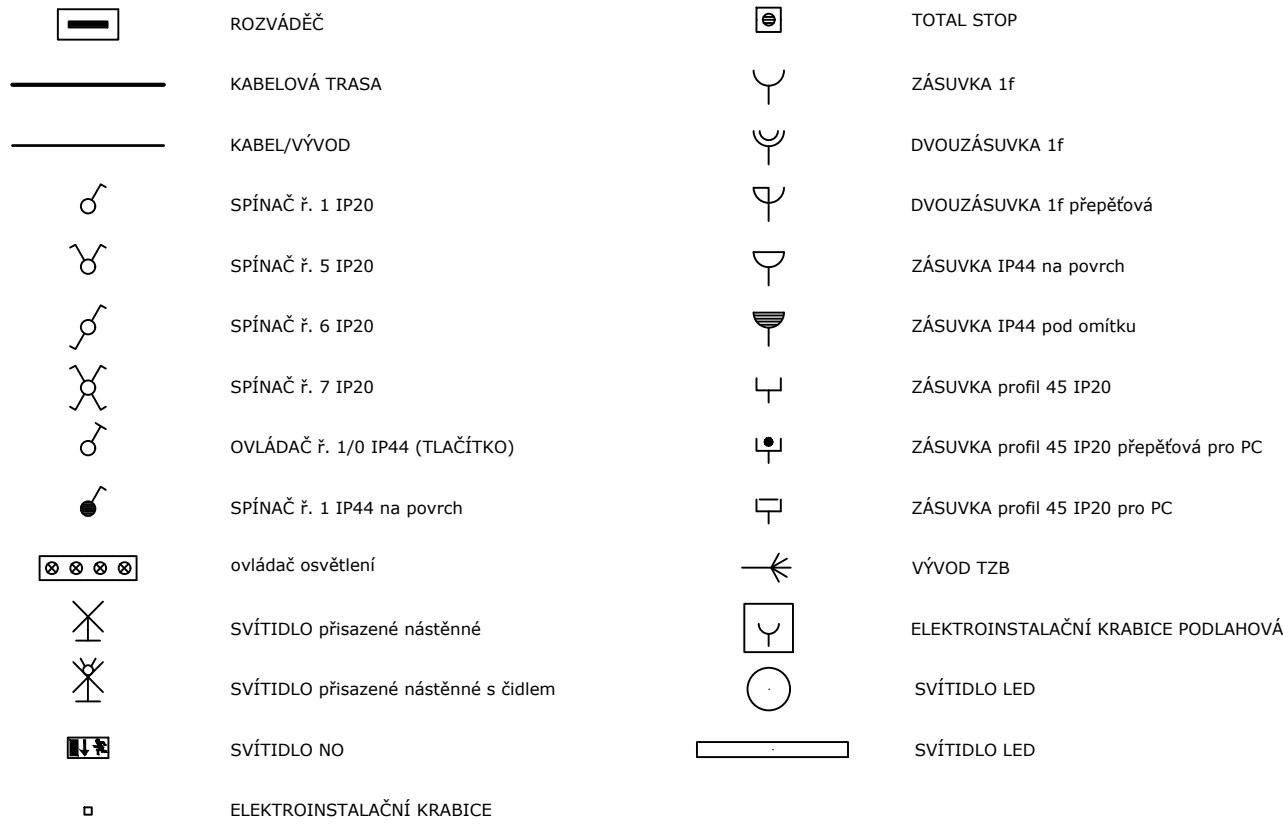 ROZVÁDĚČ
KABELOVÁ TRASA
KABEL/VÝVOD
SPÍNAČ ř. 1 IP20
SPÍNAČ ř. 5 IP20
SPÍNAČ ř. 6 IP20
SPÍNAČ ř. 7 IP20
OVLÁDAČ ř. 1/0 IP44 (TLAČÍTKO)
SPÍNAČ ř. 1 IP44 na povrch
ovládač osvětlení
SVÍTIDLO přisazené nástěnné
SVÍTIDLO přisazené nástěnné s čidlem
SVÍTIDLO NO
ELEKTROINSTALAČNÍ KRABICE
TOTAL STOP
ZÁSUVKA 1f
DVOUZÁSUVKA 1f
DVOUZÁSUVKA 1f přepěťová
ZÁSUVKA IP44 na povrch
ZÁSUVKA IP44 pod omítku
ZÁSUVKA profil 45 IP20
ZÁSUVKA profil 45 IP20 přepěťová pro PC
ZÁSUVKA profil 45 IP20 pro PC
VÝVOD TZB
ELEKTROINSTALAČNÍ KRABICE PODLAHOVÁ
SVÍTIDLO LED
SVÍTIDLO LED